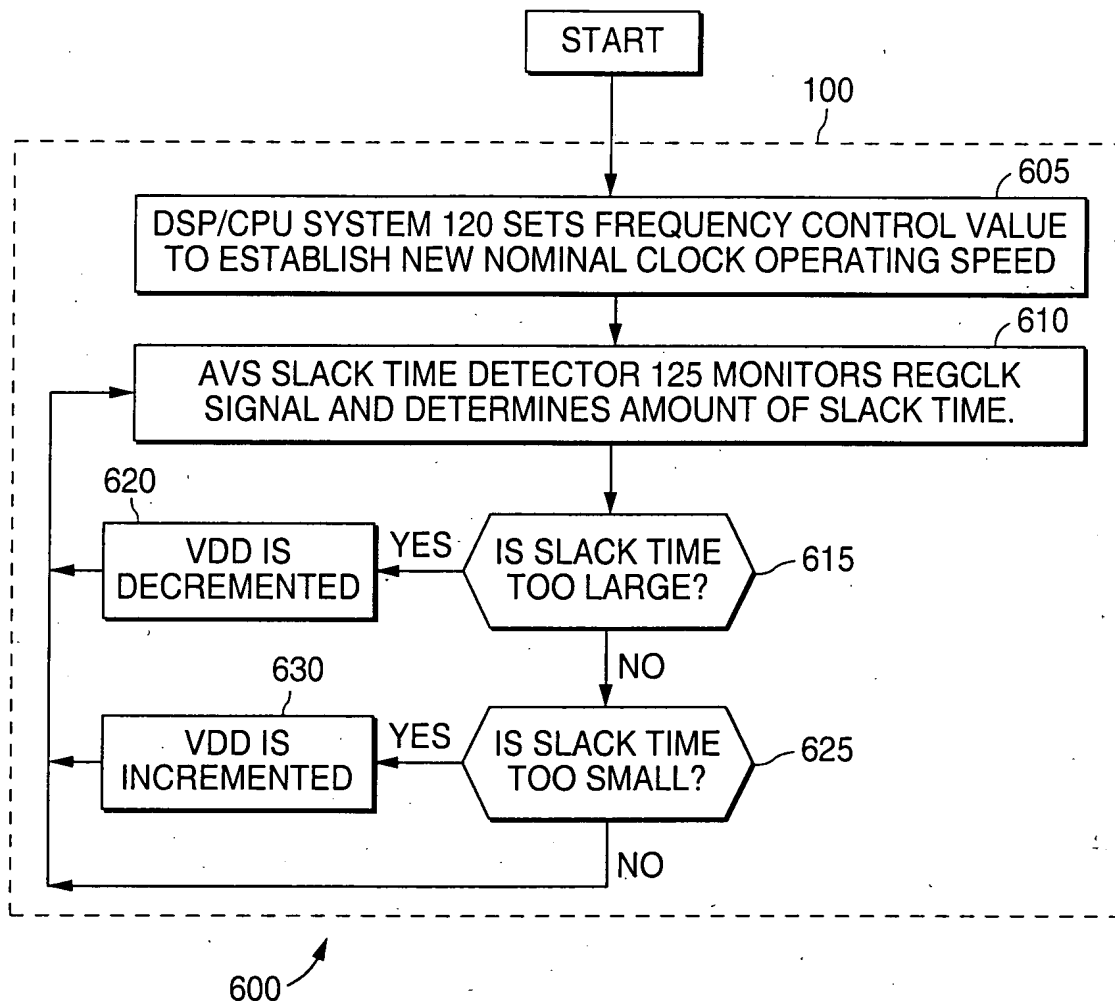 START
100
605
DSP/CPU SYSTEM 120 SETS FREQUENCY CONTROL VALUE
TO ESTABLISH NEW NOMINAL CLOCK OPERATING SPEED
610
AVS SLACK TIME DETECTOR 125 MONITORS REGCLK
SIGNAL AND DETERMINES AMOUNT OF SLACK TIME.
620
VDD IS
DECREMENTED
YES
IS SLACK TIME
TOO LARGE?
615
NO
630
VDD IS
INCREMENTED
YES
IS SLACK TIME
TOO SMALL?
625
NO
600